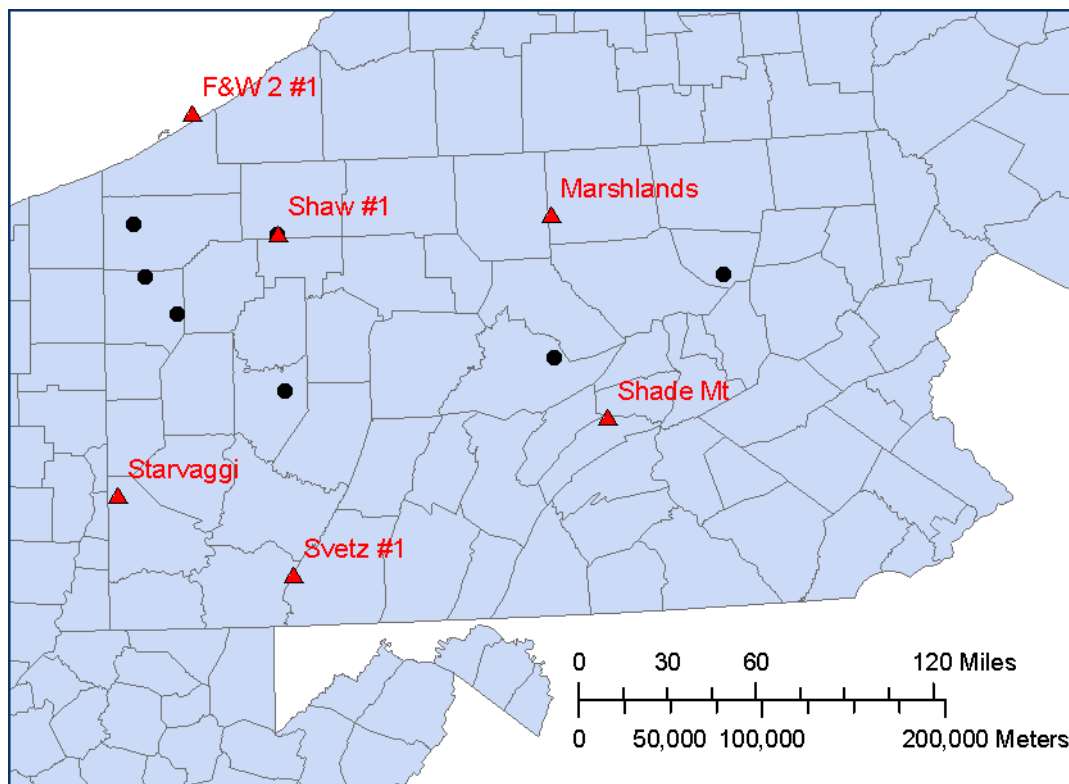 F&W 2 #1
Marshlands
Shaw #1
Shade Mt
Starvaggi
Svetz #1
0 30 60 120 Miles
0 50,000 100,000 200,000 Meters